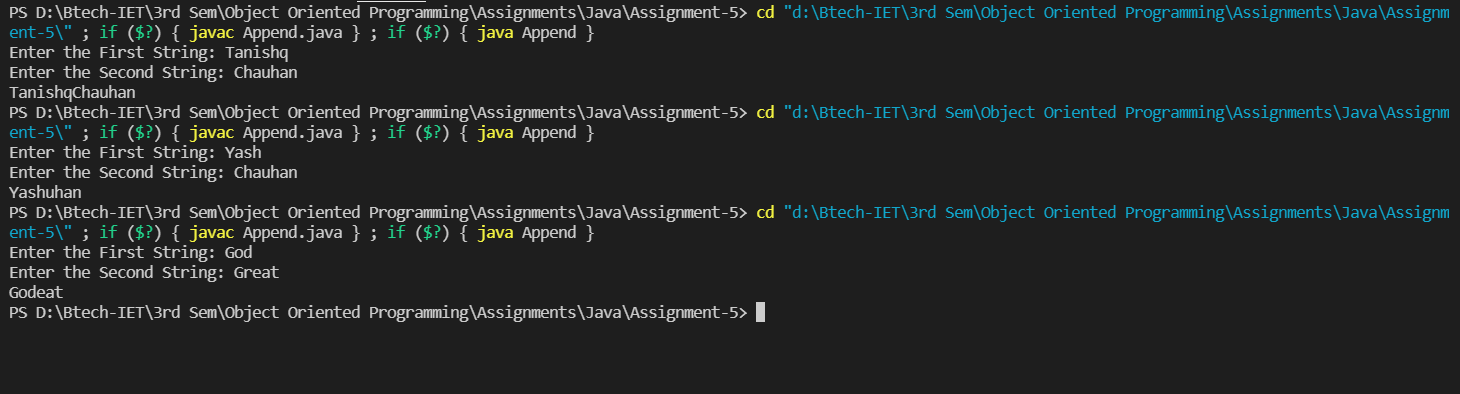 PS D:\Btech-IET\3rd Sem\Object Oriented Programming\Assignments\Java\Assignment-5> cd "d:\Btech-IET\3rd Sem\Object Oriented Programming\Assignments\Java\Assignm
ent-5\" ; if ($?) { javac Append.java } ; if ($?) { java Append }
Enter the First String: Tanishq
Enter the Second String: Chauhan
TanishqChauhan
PS D:\Btech-IET\3rd Sem\Object Oriented Programming\Assignments\Java\Assignment-5> cd "d:\Btech-IET\3rd Sem\Object Oriented Programming\Assignments\Java\Assignm
ent-5\" ; if ($?) { javac Append.java } ; if ($?) { java Append }
Enter the First String: Yash
Enter the Second String: Chauhan
Yashuhan
PS D:\Btech-IET\3rd Sem\Object Oriented Programming\Assignments\Java\Assignment-5> cd "d:\Btech-IET\3rd Sem\Object Oriented Programming\Assignments\Java\Assignm
ent-5\" ; if ($?) { javac Append.java } ; if ($?) { java Append }
Enter the First String: God
Enter the Second String: Great
Godeat
PS D:\Btech-IET\3rd Sem\Object Oriented Programming\Assignments\Java\Assignment-5>